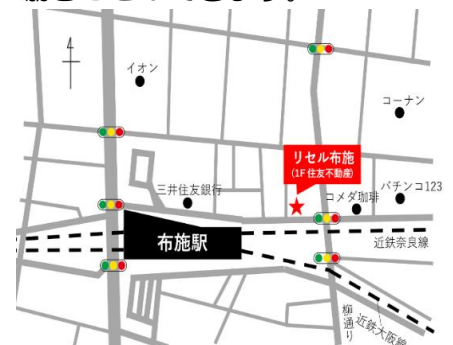 イオン
コーナン
リセル布施
(1F住友不動産)
三井住友銀行
コメダ珈琲
パチンコ123
布施駅
近鉄奈良線
柳通り
近鉄大阪線